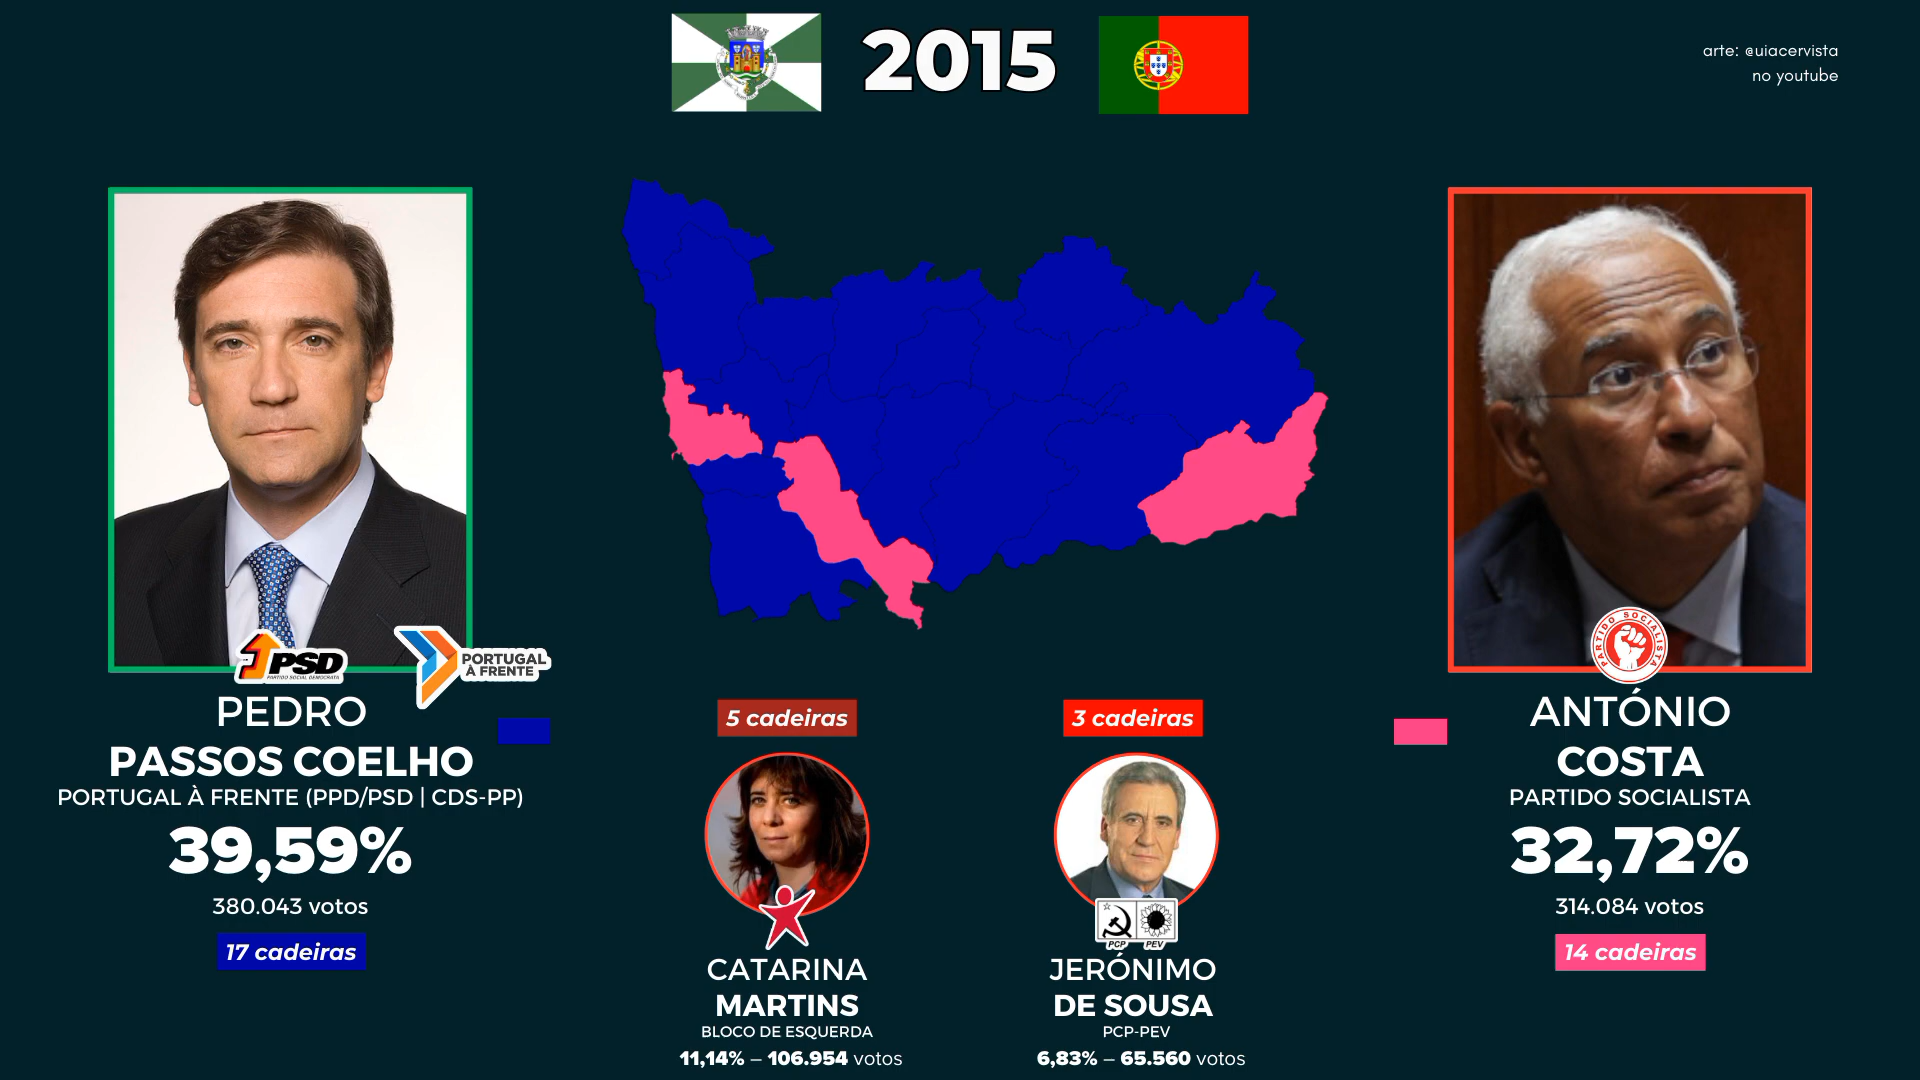 2015
arte: @uiacervista
no youtube
PSD
PARTIDO SOCIAL DEMOCRATA
PORTUGAL
À FRENTE
PEDRO
PASSOS COELHO
PORTUGAL À FRENTE (PPD/PSD | CDS-PP)
39,59%
380.043 votos
17 cadeiras
5 cadeiras
CATARINA
MARTINS
BLOCO DE ESQUERDA
11,14% – 106.954 votos
3 cadeiras
PCP PEV
JERÓNIMO
DE SOUSA
PCP-PEV
6,83% – 65.560 votos
PARTIDO SOCIALISTA
ANTÓNIO
COSTA
PARTIDO SOCIALISTA
32,72%
314.084 votos
14 cadeiras